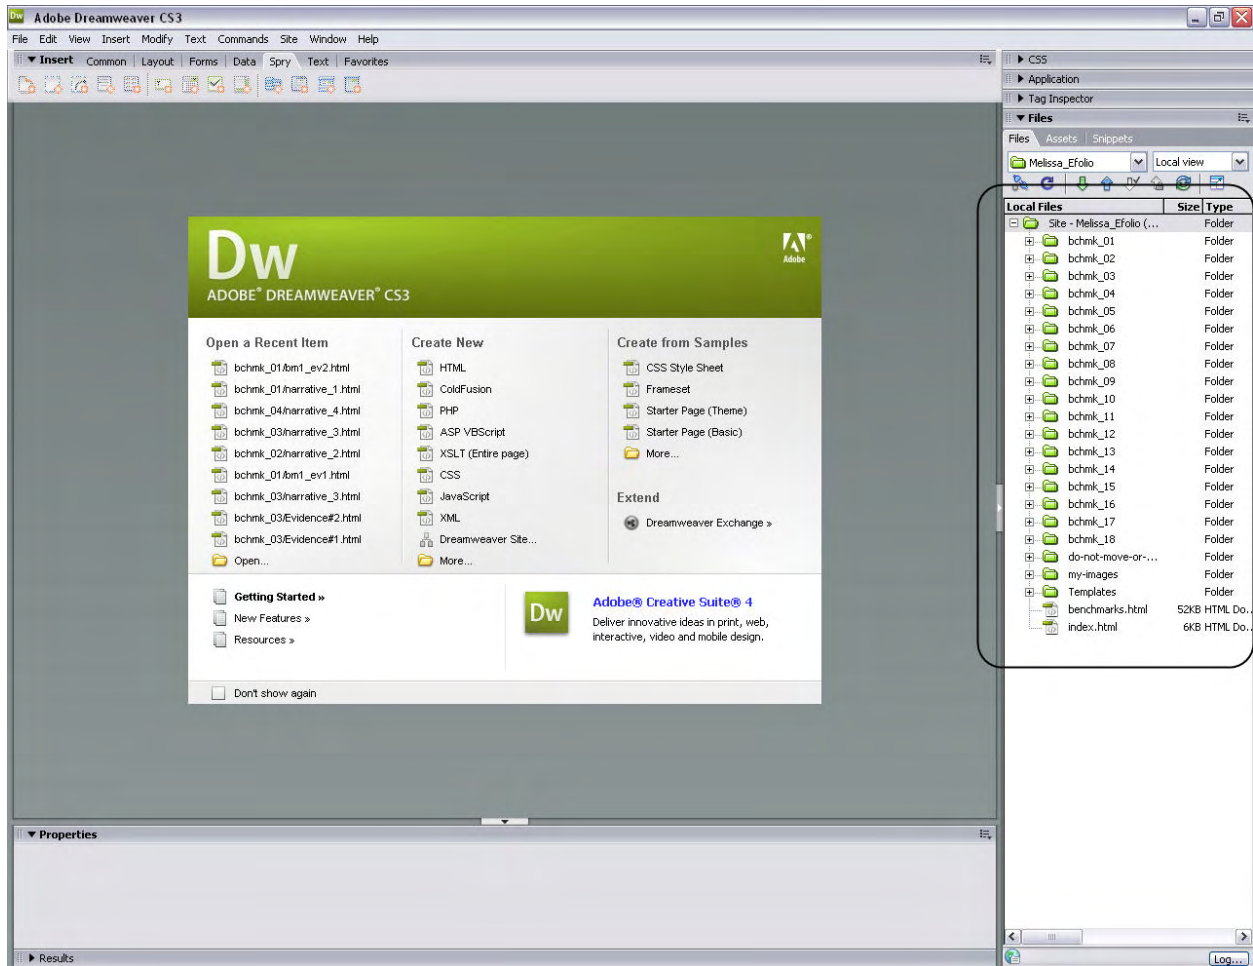 Dw Adobe Dreamweaver CS3
File Edit View Insert Modify Text Commands Site Window Help
Insert Common Layout Forms Data Spry Text Favorites
CSS
Application
Tag Inspector
Files
Files Assets Snippets
Melissa_Efolio Local view
Local Files Size Type
Site - Melissa_Efolio (... Folder
bchmk_01 Folder
bchmk_02 Folder
bchmk_03 Folder
bchmk_04 Folder
bchmk_05 Folder
bchmk_06 Folder
bchmk_07 Folder
bchmk_08 Folder
bchmk_09 Folder
bchmk_10 Folder
bchmk_11 Folder
bchmk_12 Folder
bchmk_13 Folder
bchmk_14 Folder
bchmk_15 Folder
bchmk_16 Folder
bchmk_17 Folder
bchmk_18 Folder
do-not-move-or-... Folder
my-images Folder
Templates Folder
benchmarks.html 52KB HTML Do..
index.html 6KB HTML Do..
Log...
Dw
ADOBE® DREAMWEAVER® CS3
Adobe
Open a Recent Item
bchmk_01/bm1_ev2.html
bchmk_01/narrative_1.html
bchmk_04/narrative_4.html
bchmk_03/narrative_3.html
bchmk_02/narrative_2.html
bchmk_01/bm1_ev1.html
bchmk_03/narrative_3.html
bchmk_03/Evidence#2.html
bchmk_03/Evidence#1.html
Open...
Create New
HTML
ColdFusion
PHP
ASP VBScript
XSLT (Entire page)
CSS
JavaScript
XML
Dreamweaver Site...
More...
Create from Samples
CSS Style Sheet
Frameset
Starter Page (Theme)
Starter Page (Basic)
More...
Extend
Dreamweaver Exchange »
Getting Started »
New Features »
Resources »
Dw
Adobe® Creative Suite® 4
Deliver innovative ideas in print, web,
interactive, video and mobile design.
Don't show again
Properties
Results